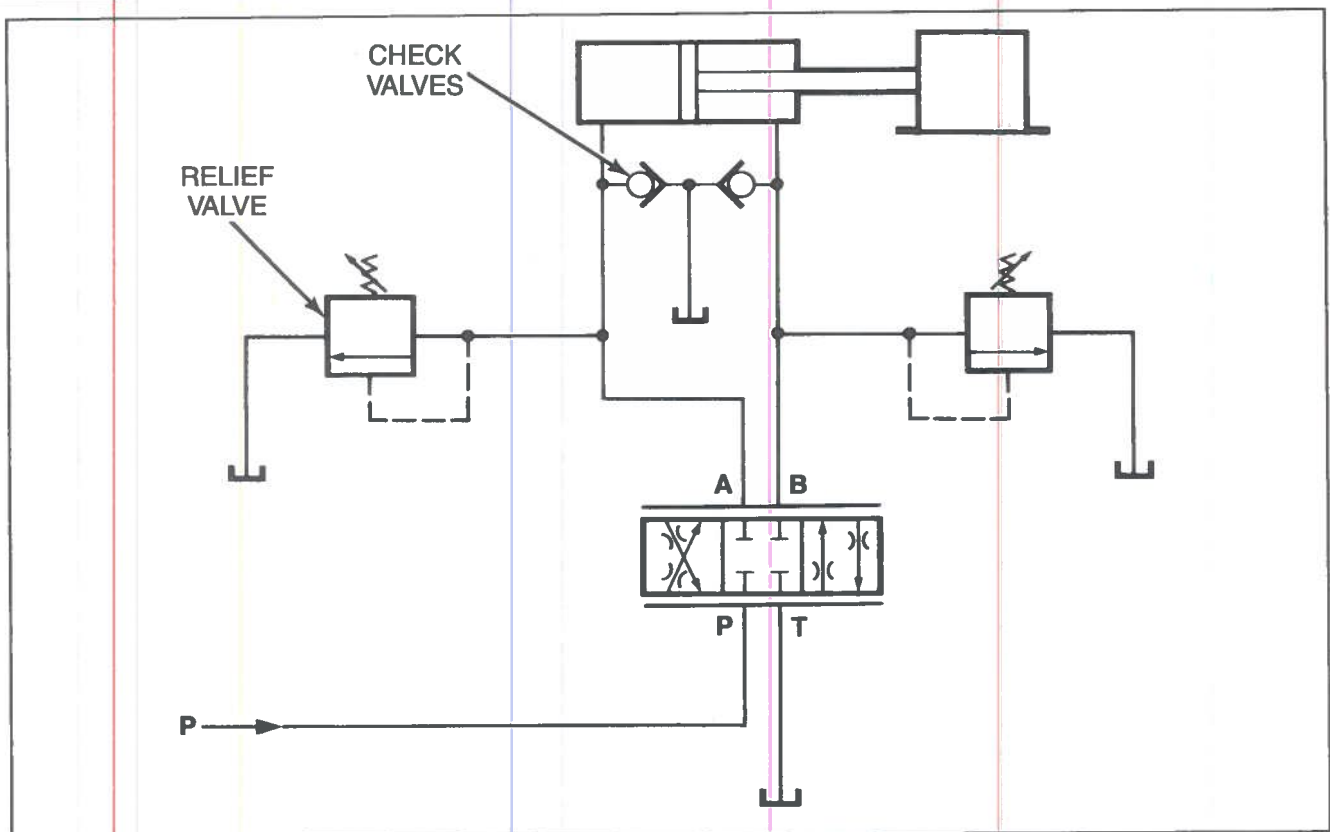 CHECK
VALVES
RELIEF
VALVE
A B
P T
P